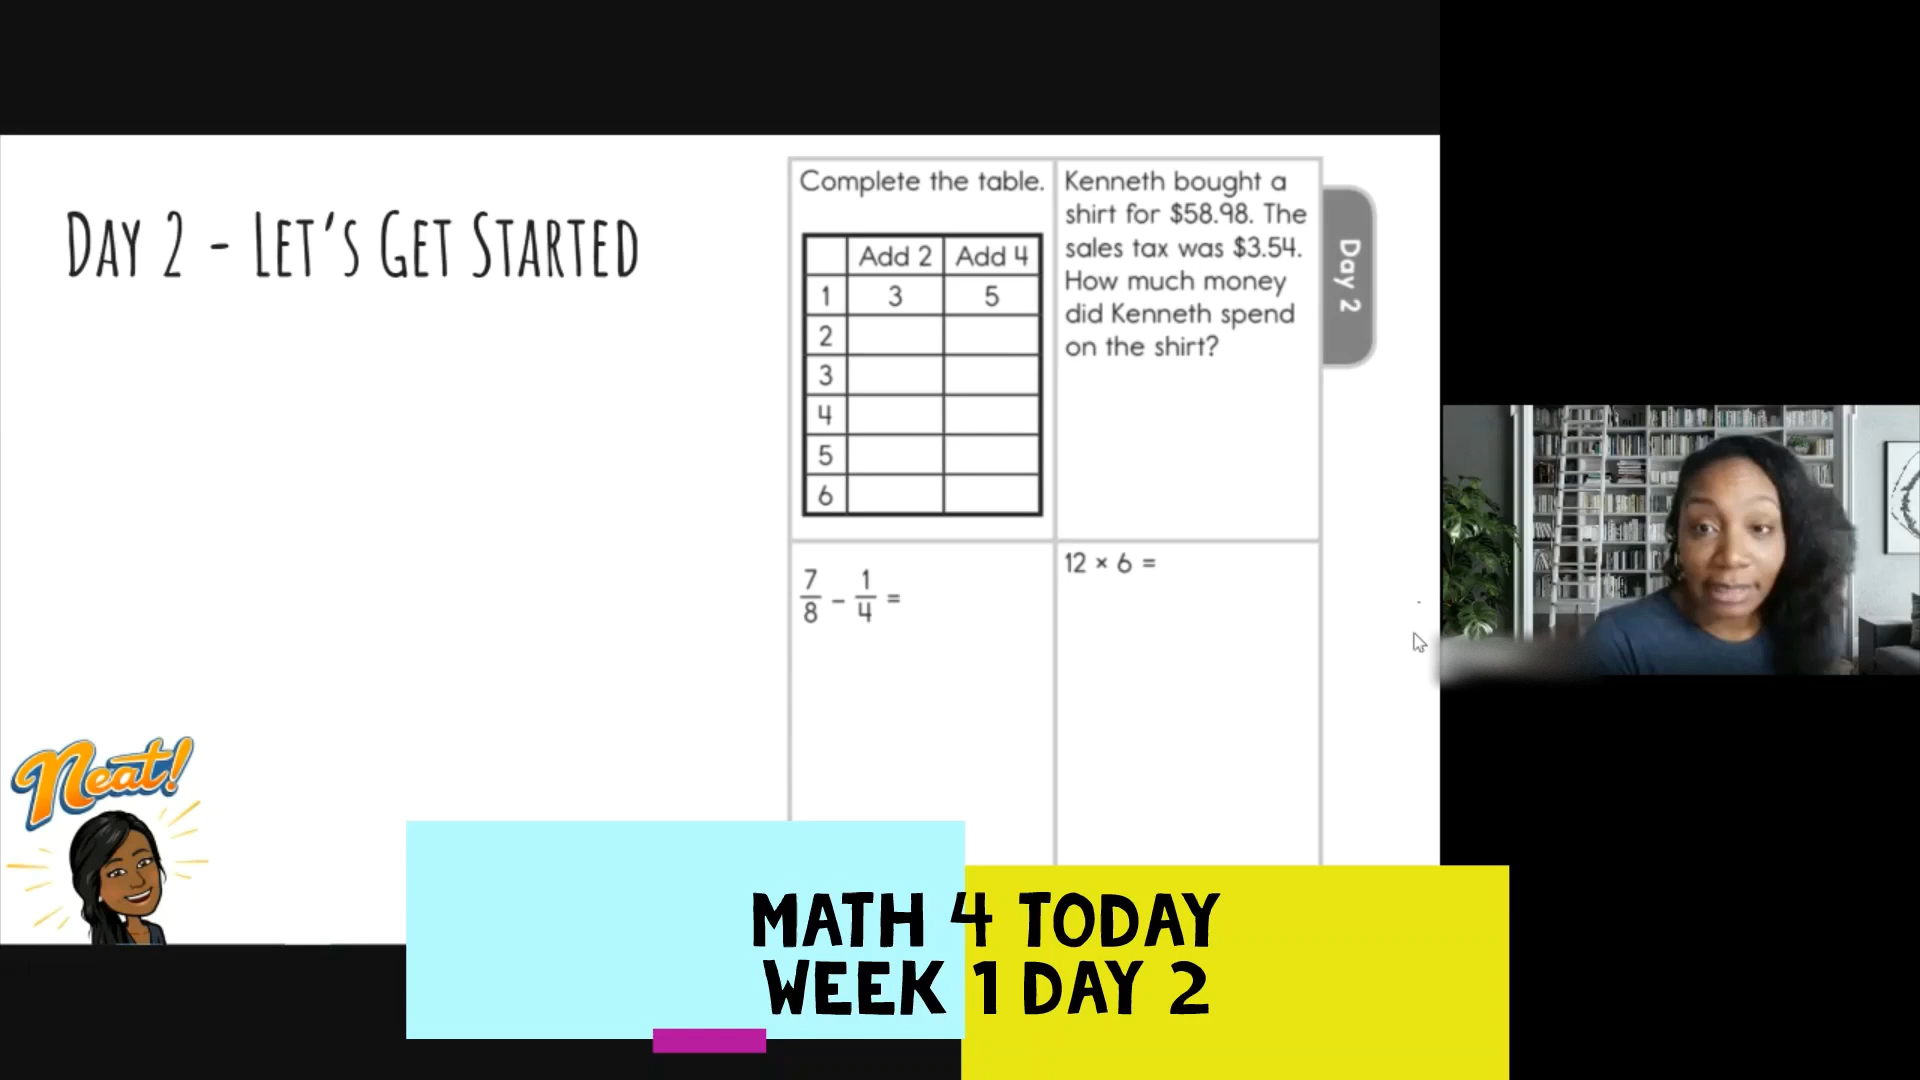 DAY 2 - LET'S GET STARTED
Complete the table.
Add 2 Add 4
1 3 5
2
3
4
5
6
Kenneth bought a
shirt for $58.98. The
sales tax was $3.54.
How much money
did Kenneth spend
on the shirt?
Day 2
7/8 - 1/4 =
12 × 6 =
Neat!
MATH 4 TODAY
WEEK 1 DAY 2